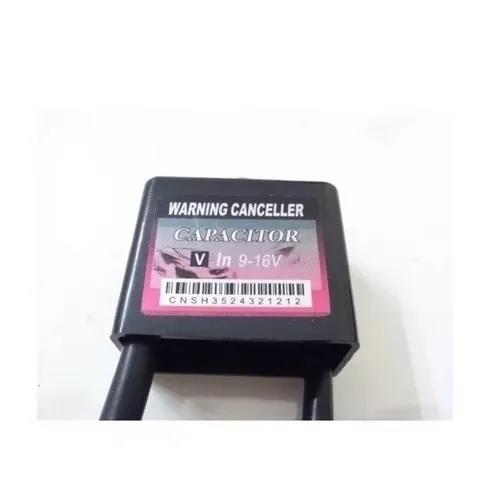 WARNING CANCELLER
CAPACITOR
V In 9-16V
CNSH3524321212